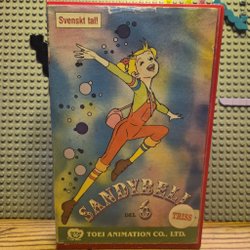 Svenskt tal!
SANDYBELL
DEL 6
TRISS
TOEI ANIMATION CO., LTD.